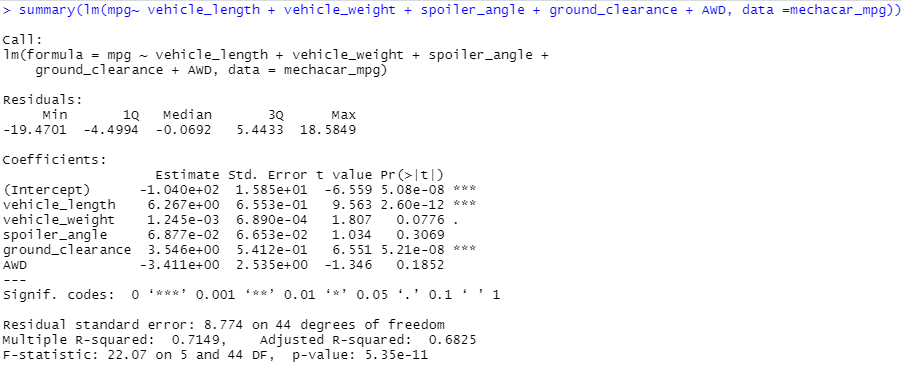 > summary(lm(mpg~ vehicle_length + vehicle_weight + spoiler_angle + ground_clearance + AWD, data =mechacar_mpg))
Call:
lm(formula = mpg ~ vehicle_length + vehicle_weight + spoiler_angle +
    ground_clearance + AWD, data = mechacar_mpg)
Residuals:
     Min       1Q   Median       3Q      Max
-19.4701  -4.4994  -0.0692   5.4433  18.5849
Coefficients:
                   Estimate Std. Error t value Pr(>|t|)
(Intercept)      -1.040e+02  1.585e+01  -6.559 5.08e-08 ***
vehicle_length    6.267e+00  6.553e-01   9.563 2.60e-12 ***
vehicle_weight    1.245e-03  6.890e-04   1.807   0.0776 .
spoiler_angle     6.877e-02  6.653e-02   1.034   0.3069
ground_clearance  3.546e+00  5.412e-01   6.551 5.21e-08 ***
AWD              -3.411e+00  2.535e+00  -1.346   0.1852
---
Signif. codes:  0 ‘***’ 0.001 ‘**’ 0.01 ‘*’ 0.05 ‘.’ 0.1 ‘ ’ 1
Residual standard error: 8.774 on 44 degrees of freedom
Multiple R-squared:  0.7149,    Adjusted R-squared:  0.6825
F-statistic: 22.07 on 5 and 44 DF,  p-value: 5.35e-11